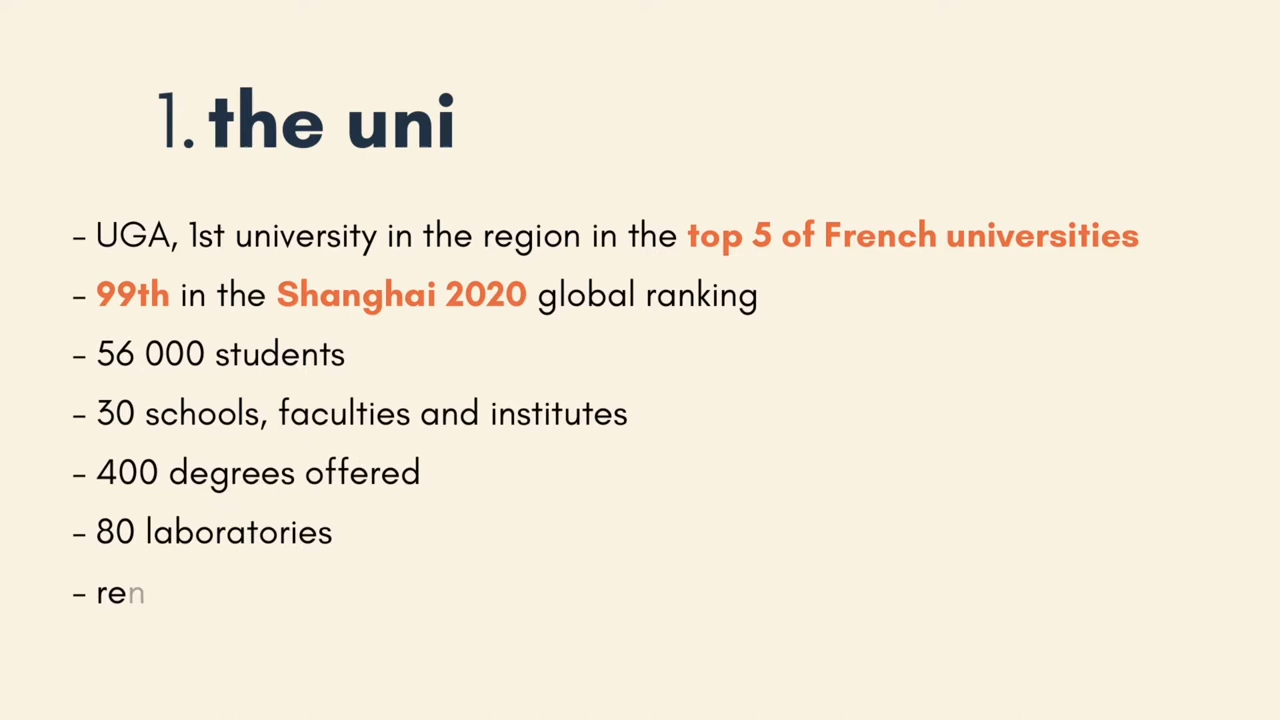 1. the uni
- UGA, 1st university in the region in the top 5 of French universities
- 99th in the Shanghai 2020 global ranking
- 56 000 students
- 30 schools, faculties and institutes
- 400 degrees offered
- 80 laboratories
- ren